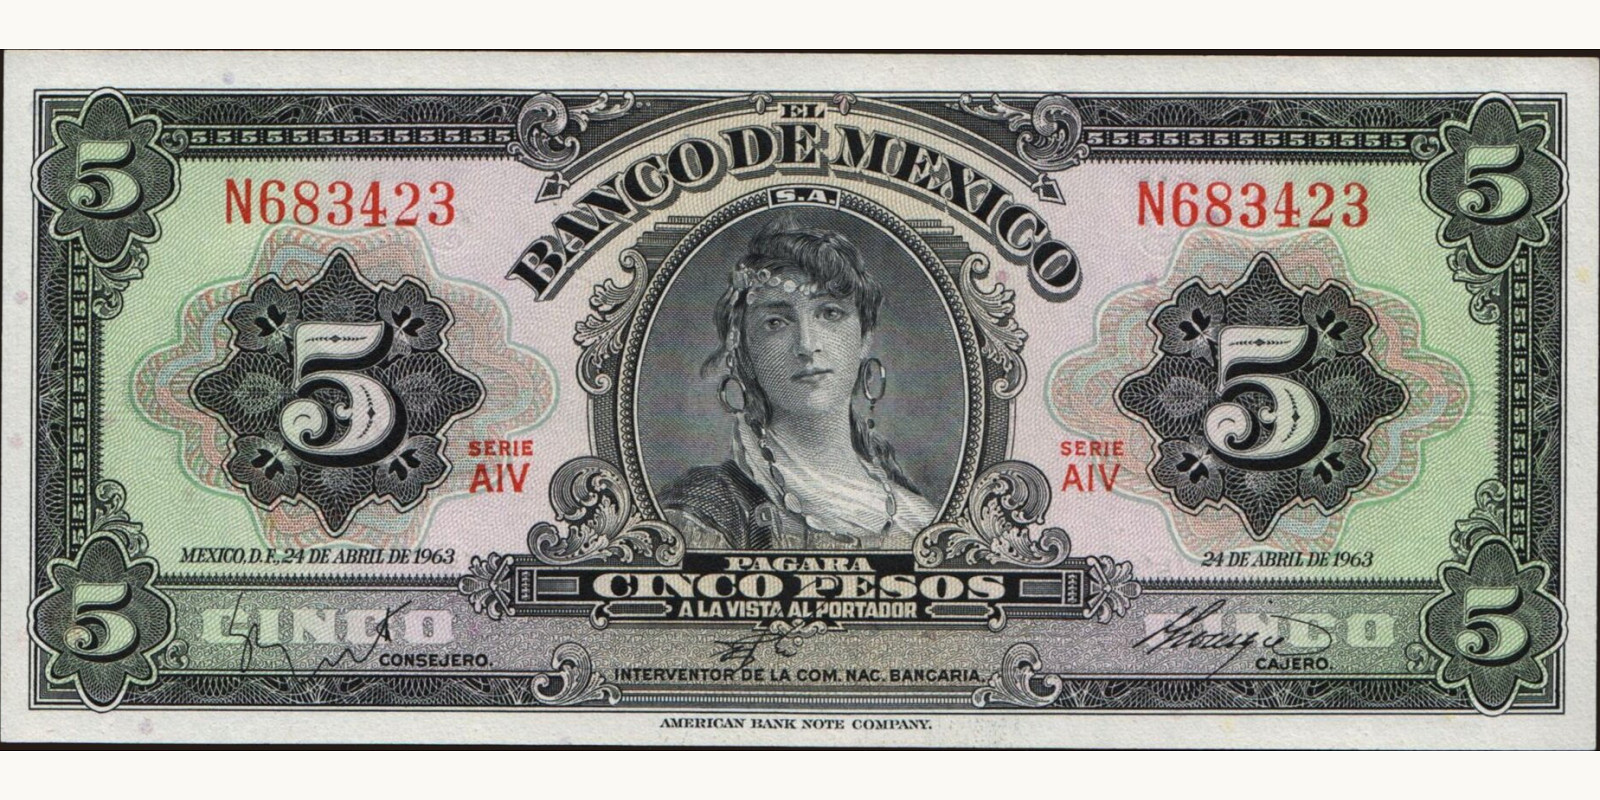 5 5
555555555555555 555555555555555
EL
BANCO DE MEXICO
S.A.
N683423 N683423
5 5
SERIE SERIE
AIV AIV
MEXICO, D.F., 24 DE ABRIL DE 1963 24 DE ABRIL DE 1963
PAGARA
CINCO PESOS
A LA VISTA AL PORTADOR
5 CINCO CINCO 5
CONSEJERO. CAJERO.
INTERVENTOR DE LA COM. NAC. BANCARIA.
AMERICAN BANK NOTE COMPANY.